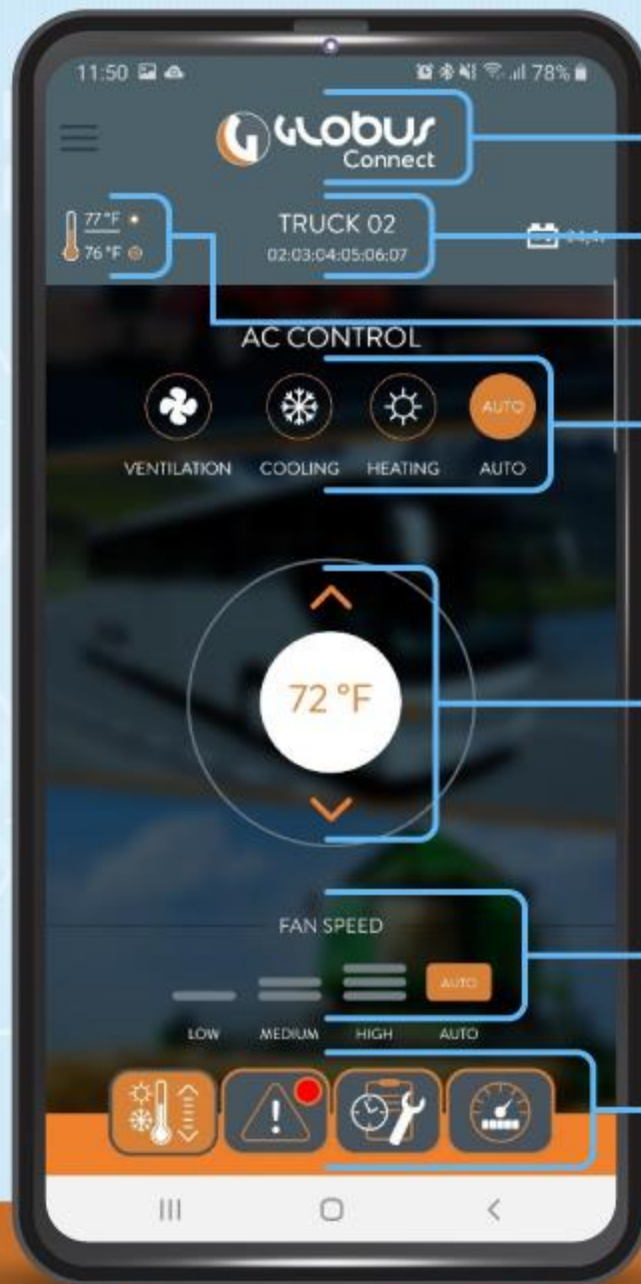 11:50 78%
GLOBUS
Connect
77 °F
76 °F
TRUCK 02
02:03:04:05:06:07
AC CONTROL
AUTO
VENTILATION COOLING HEATING AUTO
72 °F
FAN SPEED
AUTO
LOW MEDIUM HIGH AUTO